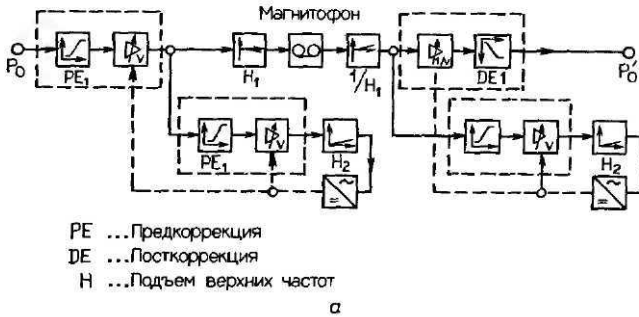 Магнитофон
P₀
PE₁
V
H₁
1/H₁
DE1
P₀'
PE₁
V
H₂
V
H₂
PE ...Предкоррекция
DE ...Посткоррекция
H ...Подъем верхних частот
а